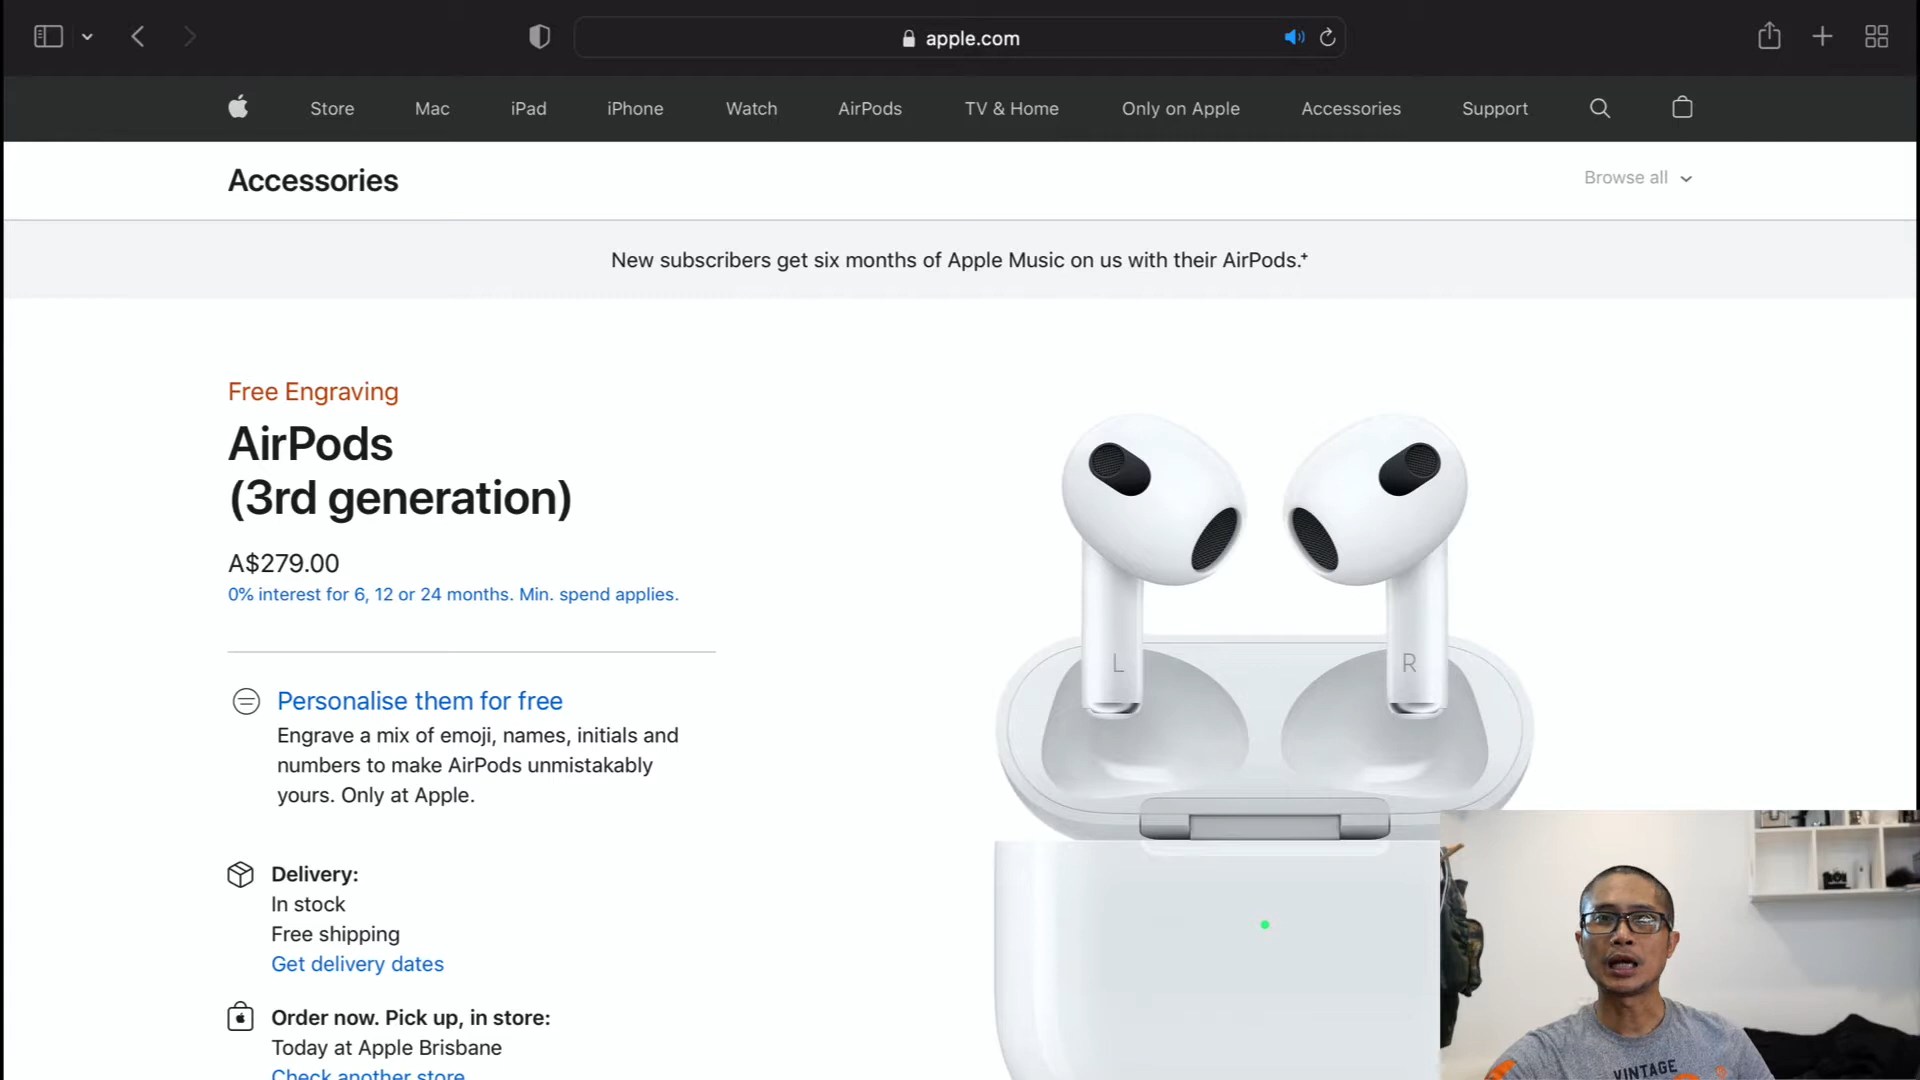 apple.com
Store Mac iPad iPhone Watch AirPods TV & Home Only on Apple Accessories Support
Accessories
Browse all
New subscribers get six months of Apple Music on us with their AirPods.⁺
Free Engraving
AirPods
(3rd generation)
A$279.00
0% interest for 6, 12 or 24 months. Min. spend applies.
Personalise them for free
Engrave a mix of emoji, names, initials and
numbers to make AirPods unmistakably
yours. Only at Apple.
Delivery:
In stock
Free shipping
Get delivery dates
Order now. Pick up, in store:
Today at Apple Brisbane
Check another store
L
R
VINTAGE